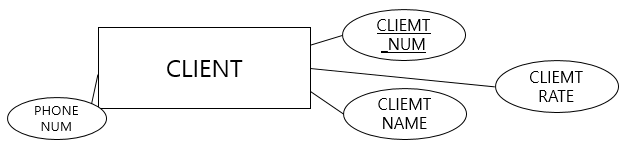 CLIEMT
_NUM
CLIENT
CLIEMT
RATE
PHONE
NUM
CLIEMT
NAME